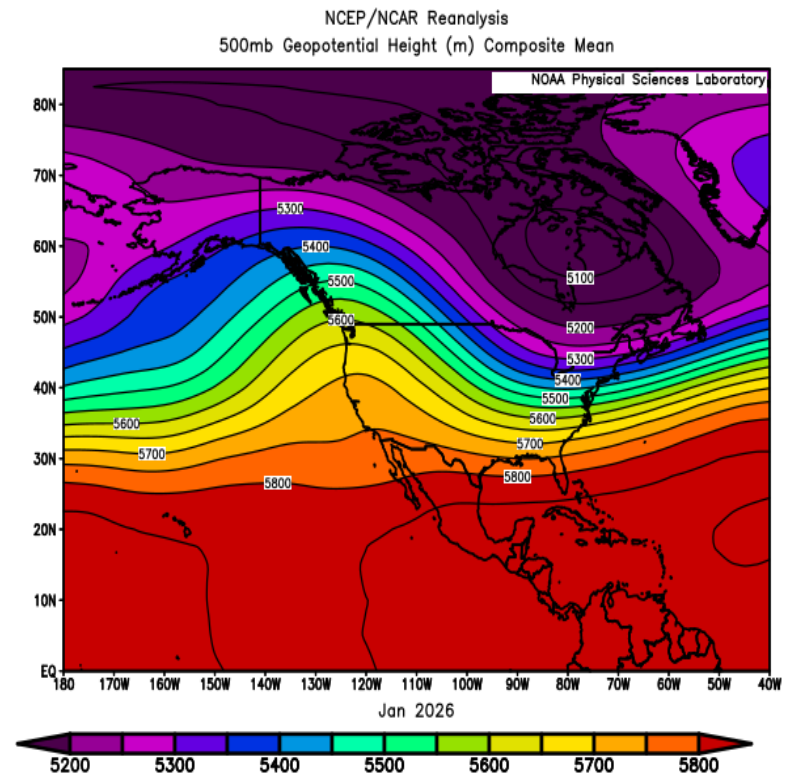 NCEP/NCAR Reanalysis
500mb Geopotential Height (m) Composite Mean
NOAA Physical Sciences Laboratory
80N
70N
60N
50N
40N
30N
20N
10N
EQ
5300
5400
5500
5600
5100
5200
5300
5400
5500
5600
5700
5800
5600
5700
5800
180 170W 160W 150W 140W 130W 120W 110W 100W 90W 80W 70W 60W 50W 40W
Jan 2026
5200 5300 5400 5500 5600 5700 5800